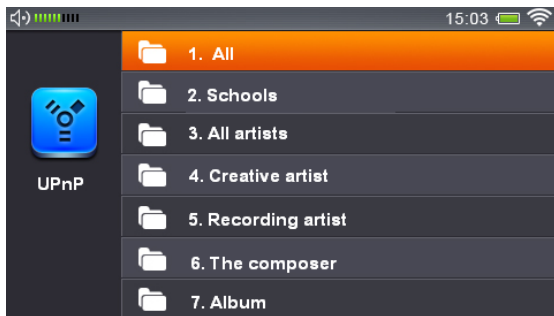 15:03
1. All
2. Schools
3. All artists
4. Creative artist
UPnP
5. Recording artist
6. The composer
7. Album